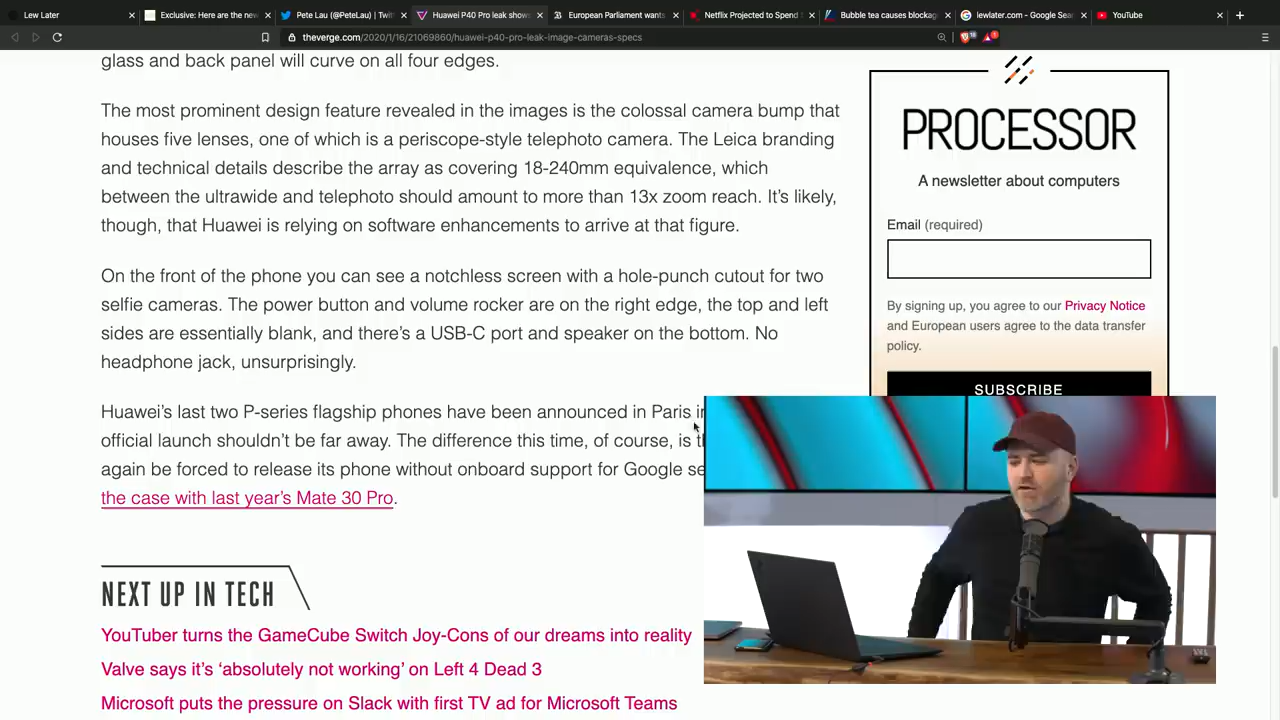 Lew Later
Exclusive: Here are the new
Pete Lau (@PeteLau) | Twit
Huawei P40 Pro leak shows
European Parliament wants
Netflix Projected to Spend $
Bubble tea causes blockag
lewlater.com - Google Sear
YouTube
theverge.com/2020/1/16/21069860/huawei-p40-pro-leak-image-cameras-specs
glass and back panel will curve on all four edges.
The most prominent design feature revealed in the images is the colossal camera bump that
houses five lenses, one of which is a periscope-style telephoto camera. The Leica branding
and technical details describe the array as covering 18-240mm equivalence, which
between the ultrawide and telephoto should amount to more than 13x zoom reach. It’s likely,
though, that Huawei is relying on software enhancements to arrive at that figure.
On the front of the phone you can see a notchless screen with a hole-punch cutout for two
selfie cameras. The power button and volume rocker are on the right edge, the top and left
sides are essentially blank, and there’s a USB-C port and speaker on the bottom. No
headphone jack, unsurprisingly.
Huawei’s last two P-series flagship phones have been announced in Paris in
official launch shouldn’t be far away. The difference this time, of course, is th
again be forced to release its phone without onboard support for Google se
the case with last year’s Mate 30 Pro.
NEXT UP IN TECH
YouTuber turns the GameCube Switch Joy-Cons of our dreams into reality
Valve says it’s ‘absolutely not working’ on Left 4 Dead 3
Microsoft puts the pressure on Slack with first TV ad for Microsoft Teams
PROCESSOR
A newsletter about computers
Email (required)
By signing up, you agree to our Privacy Notice
and European users agree to the data transfer
policy.
SUBSCRIBE